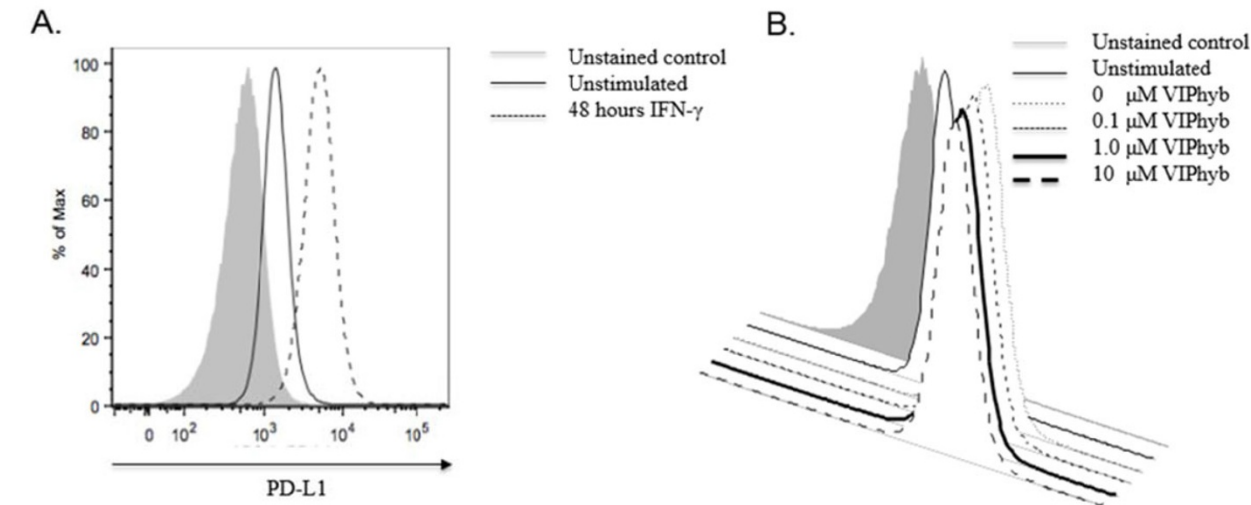 A.
100
80
60
40
20
0
% of Max
0 10² 10³ 10⁴ 10⁵
PD-L1
Unstained control
Unstimulated
48 hours IFN-γ
B.
Unstained control
Unstimulated
0 μM VIPhyb
0.1 μM VIPhyb
1.0 μM VIPhyb
10 μM VIPhyb